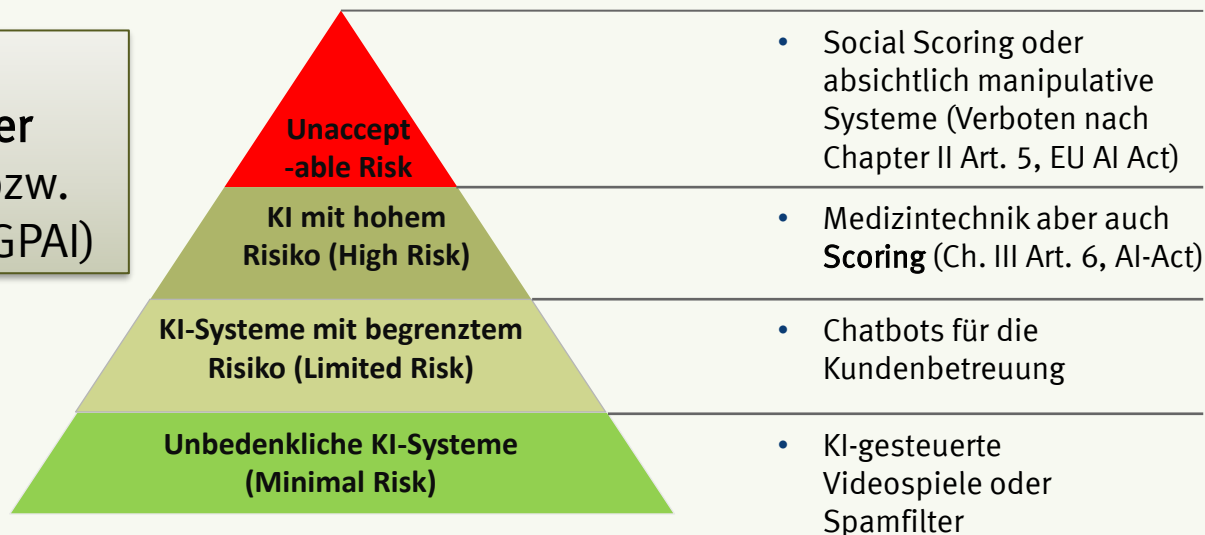 er
bzw.
GPAI)
Unaccept
-able Risk
KI mit hohem
Risiko (High Risk)
KI-Systeme mit begrenztem
Risiko (Limited Risk)
Unbedenkliche KI-Systeme
(Minimal Risk)
• Social Scoring oder
absichtlich manipulative
Systeme (Verboten nach
Chapter II Art. 5, EU AI Act)
• Medizintechnik aber auch
Scoring (Ch. III Art. 6, AI-Act)
• Chatbots für die
Kundenbetreuung
• KI-gesteuerte
Videospiele oder
Spamfilter